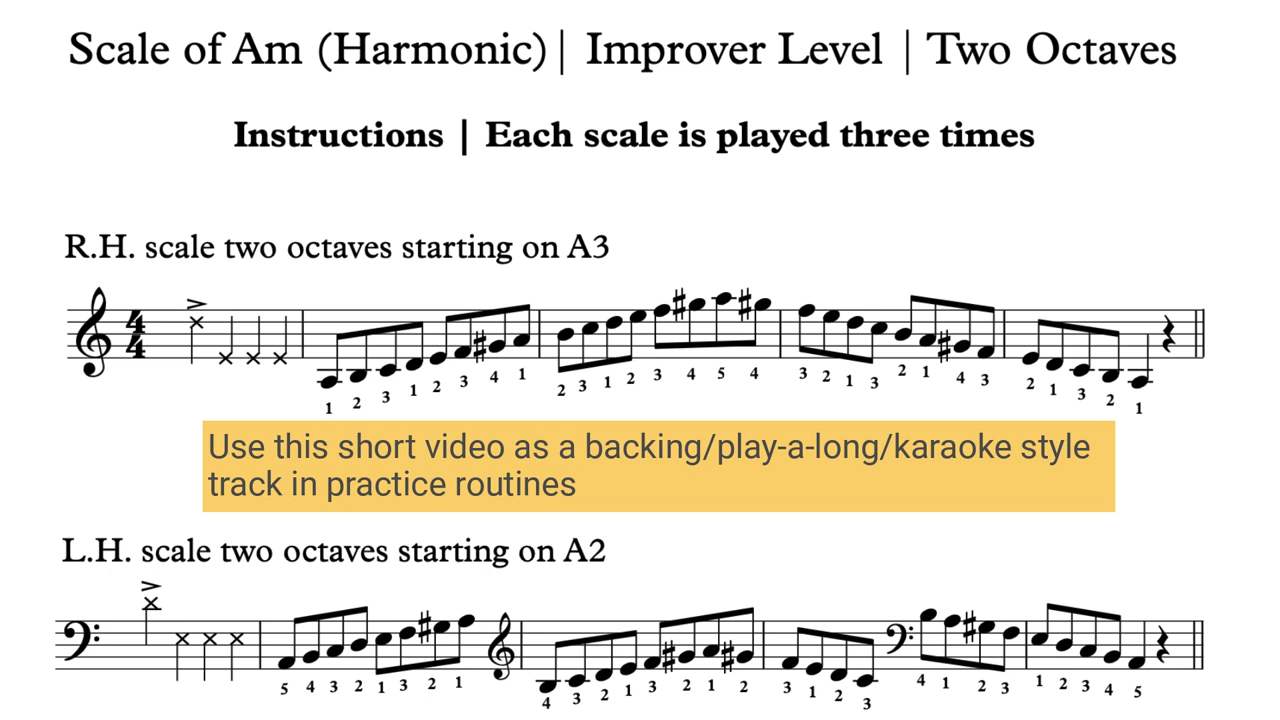 Scale of Am (Harmonic) | Improver Level | Two Octaves
Instructions | Each scale is played three times
R.H. scale two octaves starting on A3
4
4
1 2 3 1 2 3 4 1 2 3 1 2 3 4 5 4 3 2 1 3 2 1 4 3 2 1 3 2 1
Use this short video as a backing/play-a-long/karaoke style
track in practice routines
L.H. scale two octaves starting on A2
5 4 3 2 1 3 2 1 4 3 2 1 3 2 1 2 3 1 2 3 4 1 2 3 1 2 3 4 5